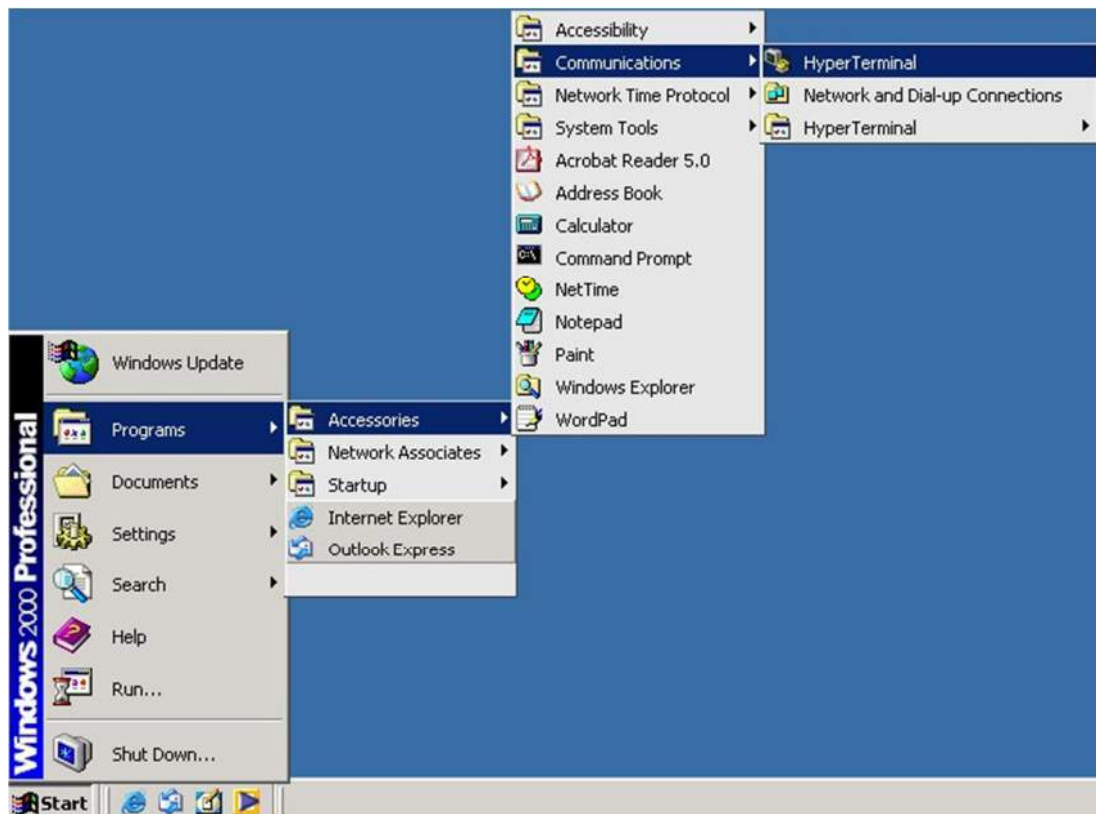 Accessibility
Communications
Network Time Protocol
System Tools
Acrobat Reader 5.0
Address Book
Calculator
Command Prompt
NetTime
Notepad
Paint
Windows Explorer
WordPad
HyperTerminal
Network and Dial-up Connections
HyperTerminal
Windows Update
Programs
Documents
Settings
Search
Help
Run...
Shut Down...
Accessories
Network Associates
Startup
Internet Explorer
Outlook Express
Windows 2000 Professional
Start